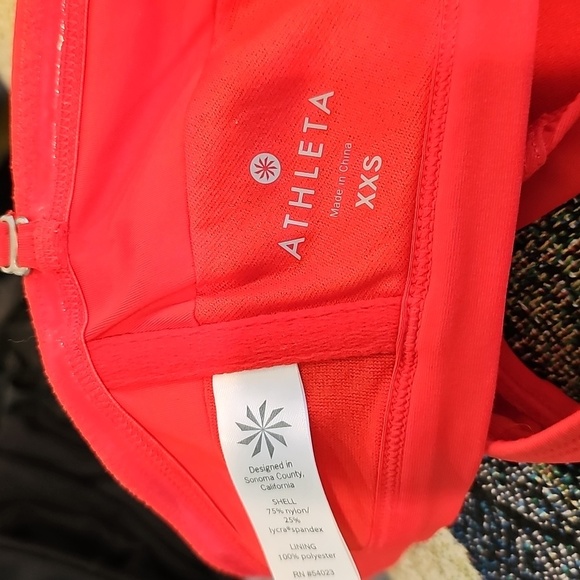 ATHLETA
Made in China
XXS
Designed in
Sonoma County,
California
SHELL
75% nylon/
25%
lycra® spandex
LINING
100% polyester
RN #54023